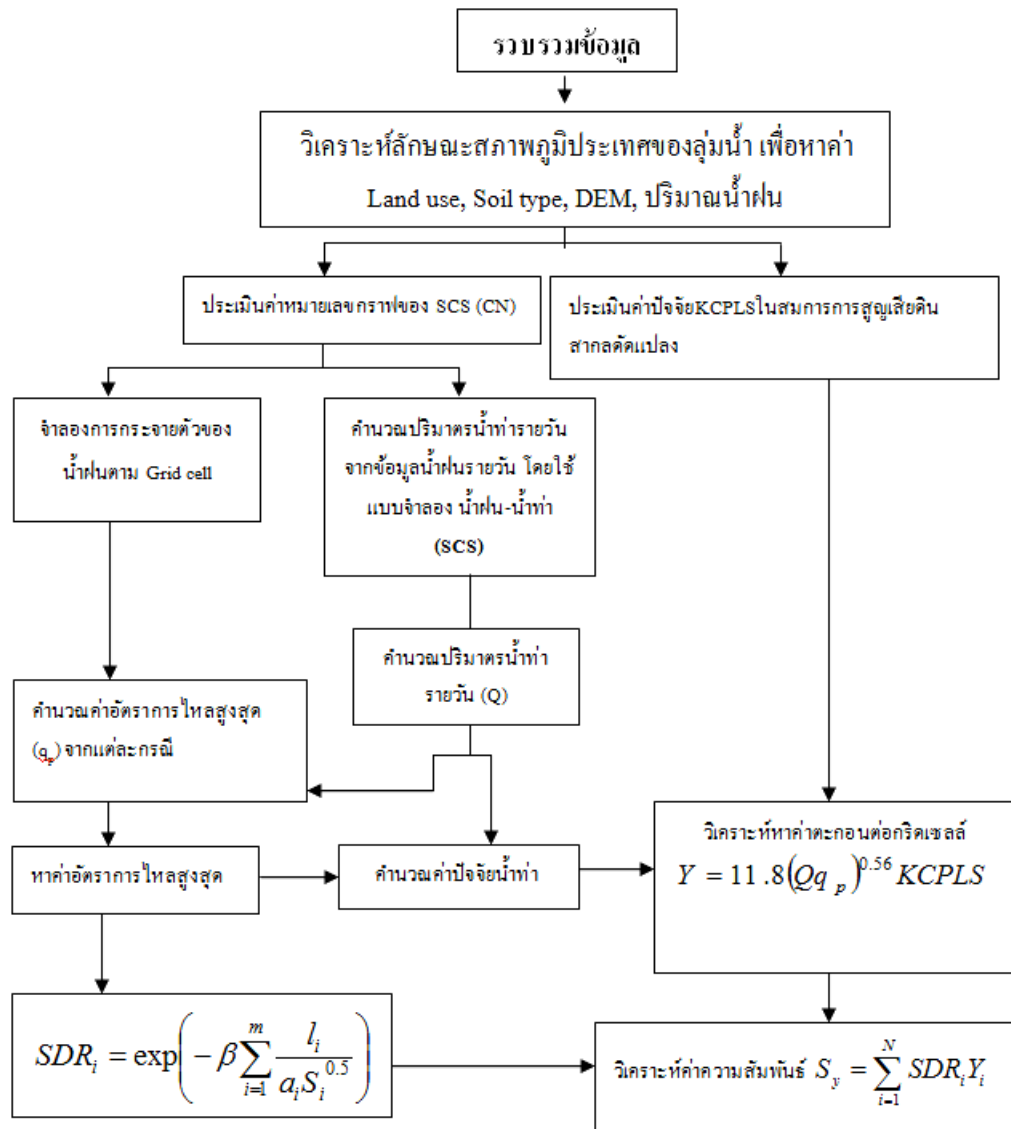 รวบรวมข้อมูล
วิเคราะห์ลักษณะสภาพภูมิประเทศของลุ่มน้ำ เพื่อหาค่า
Land use, Soil type, DEM, ปริมาณน้ำฝน
ประเมินค่าหมายเลขกราฟของ SCS (CN)
ประเมินค่าปัจจัยKCPLSในสมการการสูญเสียดิน
สากลดัดแปลง
จำลองการกระจายตัวของ
น้ำฝนตาม Grid cell
คำนวณปริมาตรน้ำท่ารายวัน
จากข้อมูลน้ำฝนรายวัน โดยใช้
แบบจำลอง น้ำฝน-น้ำท่า
(SCS)
คำนวณปริมาตรน้ำท่า
รายวัน (Q)
คำนวณค่าอัตราการไหลสูงสุด
(qₚ) จากแต่ละกรณี
วิเคราะห์หาค่าตะกอนต่อกริดเซลล์
Y = 11 .8(Qq ₚ)^0.56 KCPLS
หาค่าอัตราการไหลสูงสุด
คำนวณค่าปัจจัยน้ำท่า
SDR_i = exp(− β ∑_{i=1}^{m} l_i / (a_i S_i^0.5))
วิเคราะห์ค่าความสัมพันธ์ S_y = ∑_{i=1}^{N} SDR_i Y_i